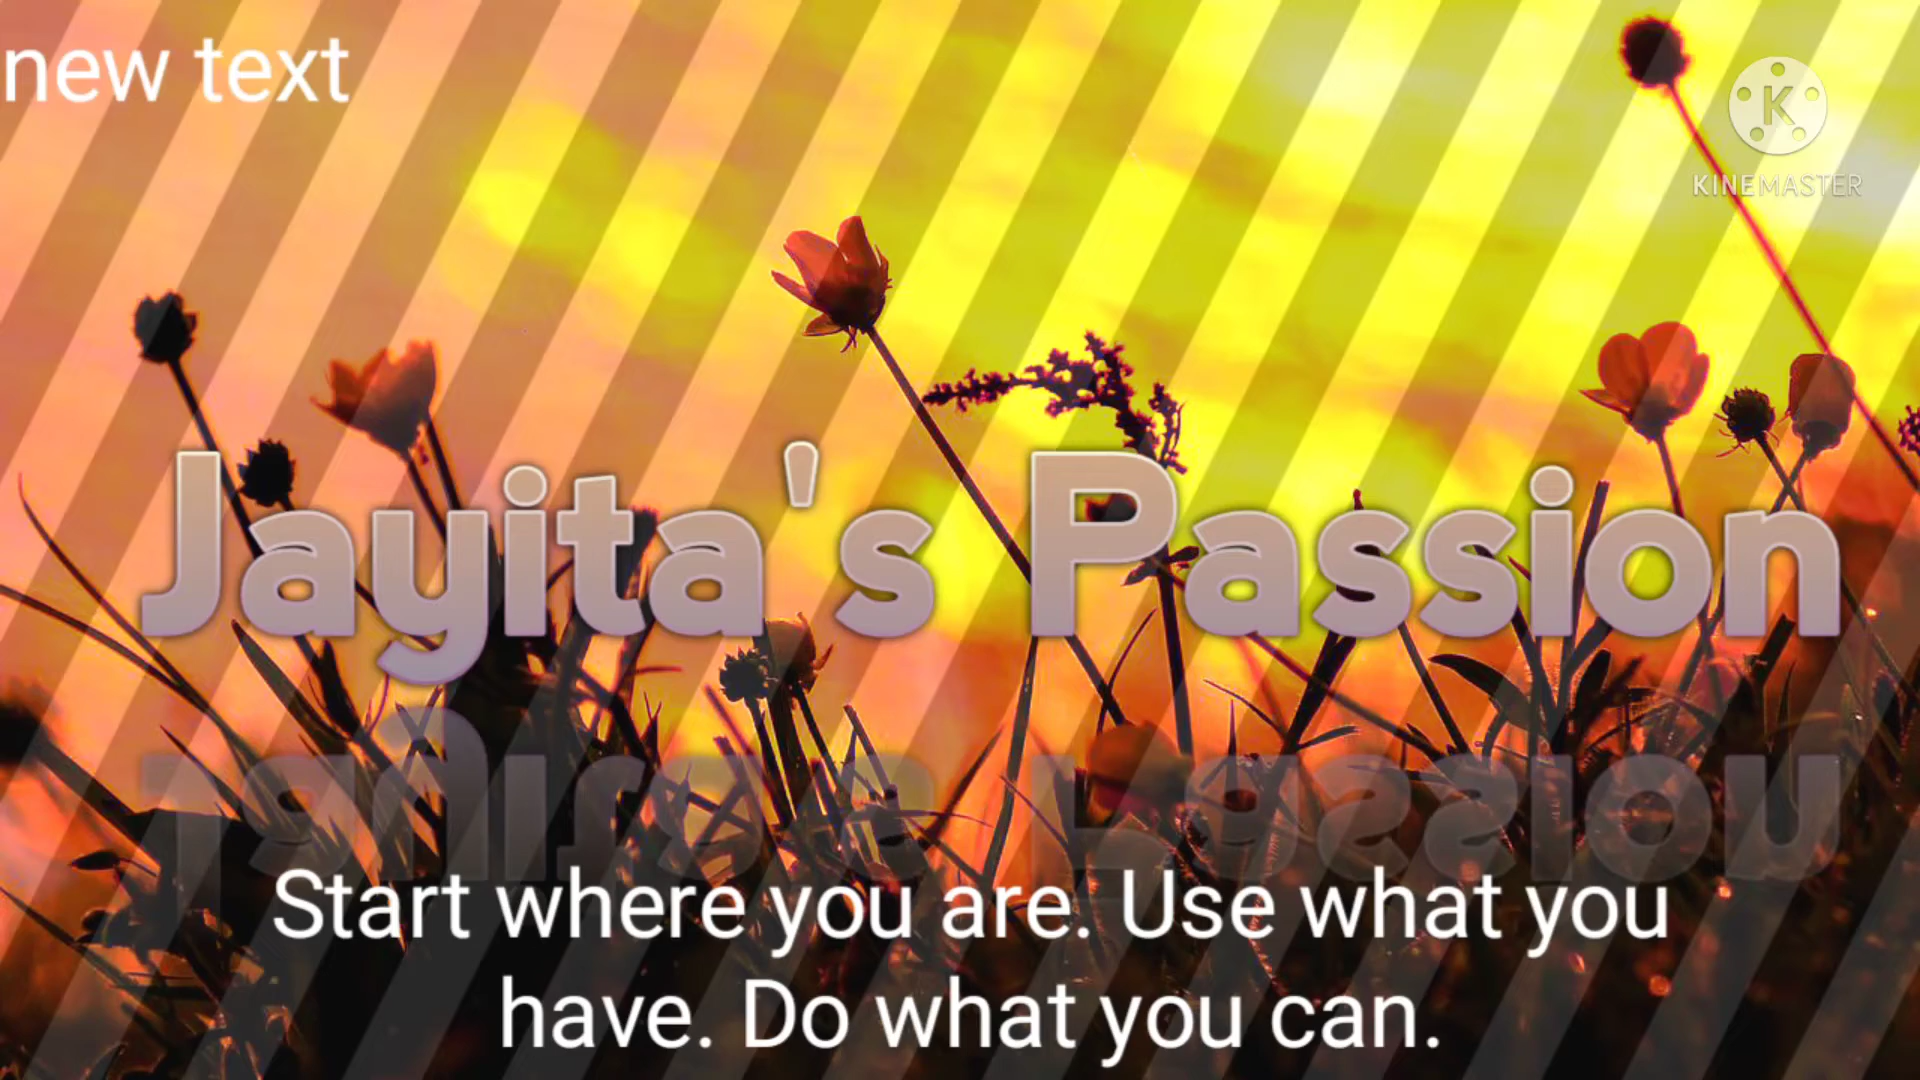 new text
K
KINEMASTER
Jayita's Passion
Start where you are. Use what you
have. Do what you can.